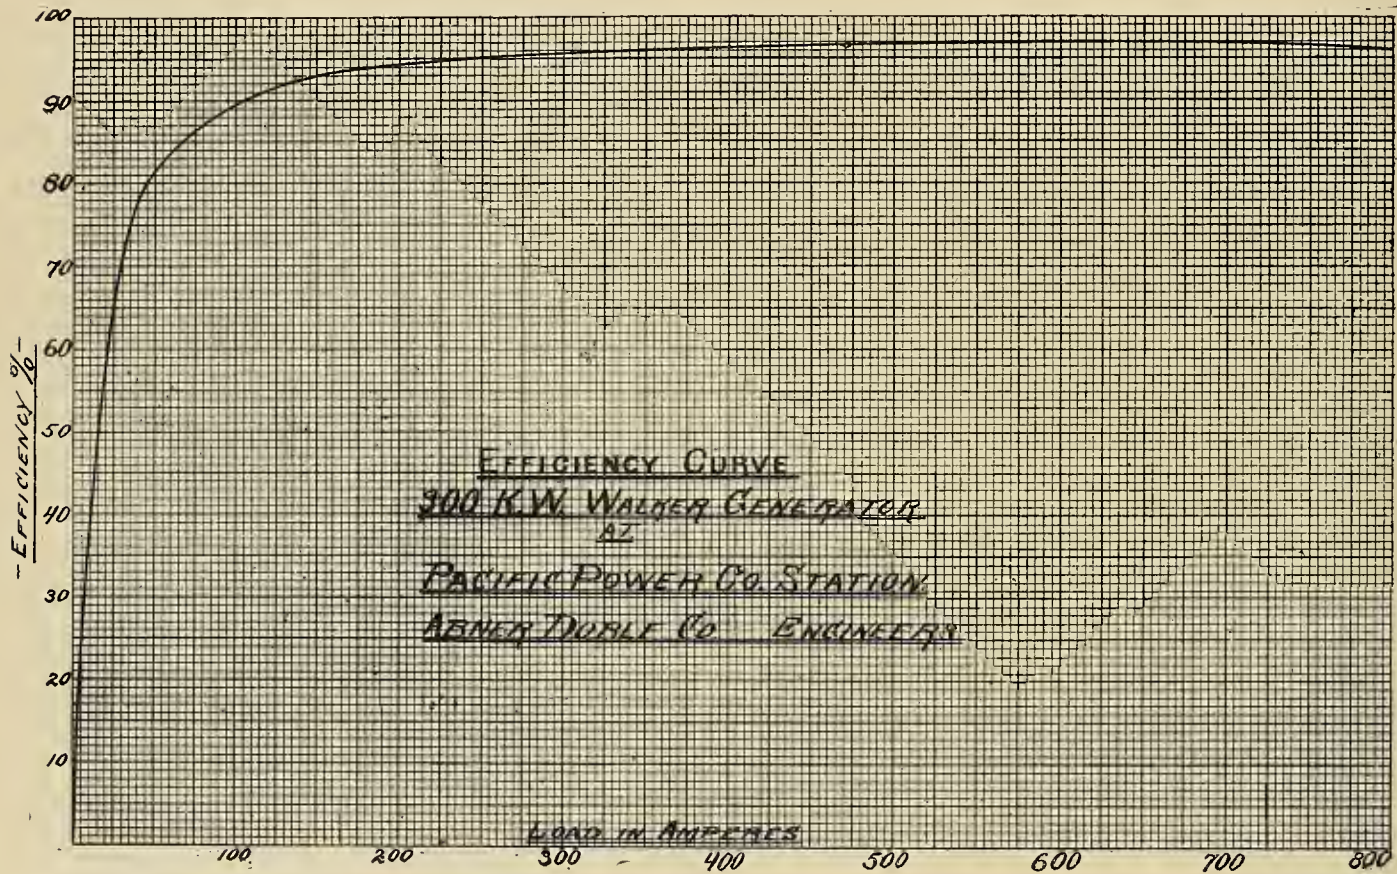 100
90
80
70
60
50
40
30
20
10
- EFFICIENCY % -
EFFICIENCY CURVE
300 K.W. WALKER GENERATOR
AT
PACIFIC POWER CO. STATION.
ABNER DOBLE CO ENGINEERS
LOAD IN AMPERES
100 200 300 400 500 600 700 800